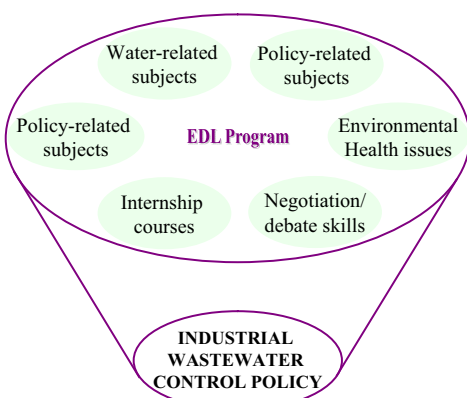 Water-related
subjects
Policy-related
subjects
Policy-related
subjects
EDL Program
Environmental
Health issues
Internship
courses
Negotiation/
debate skills
INDUSTRIAL
WASTEWATER
CONTROL POLICY